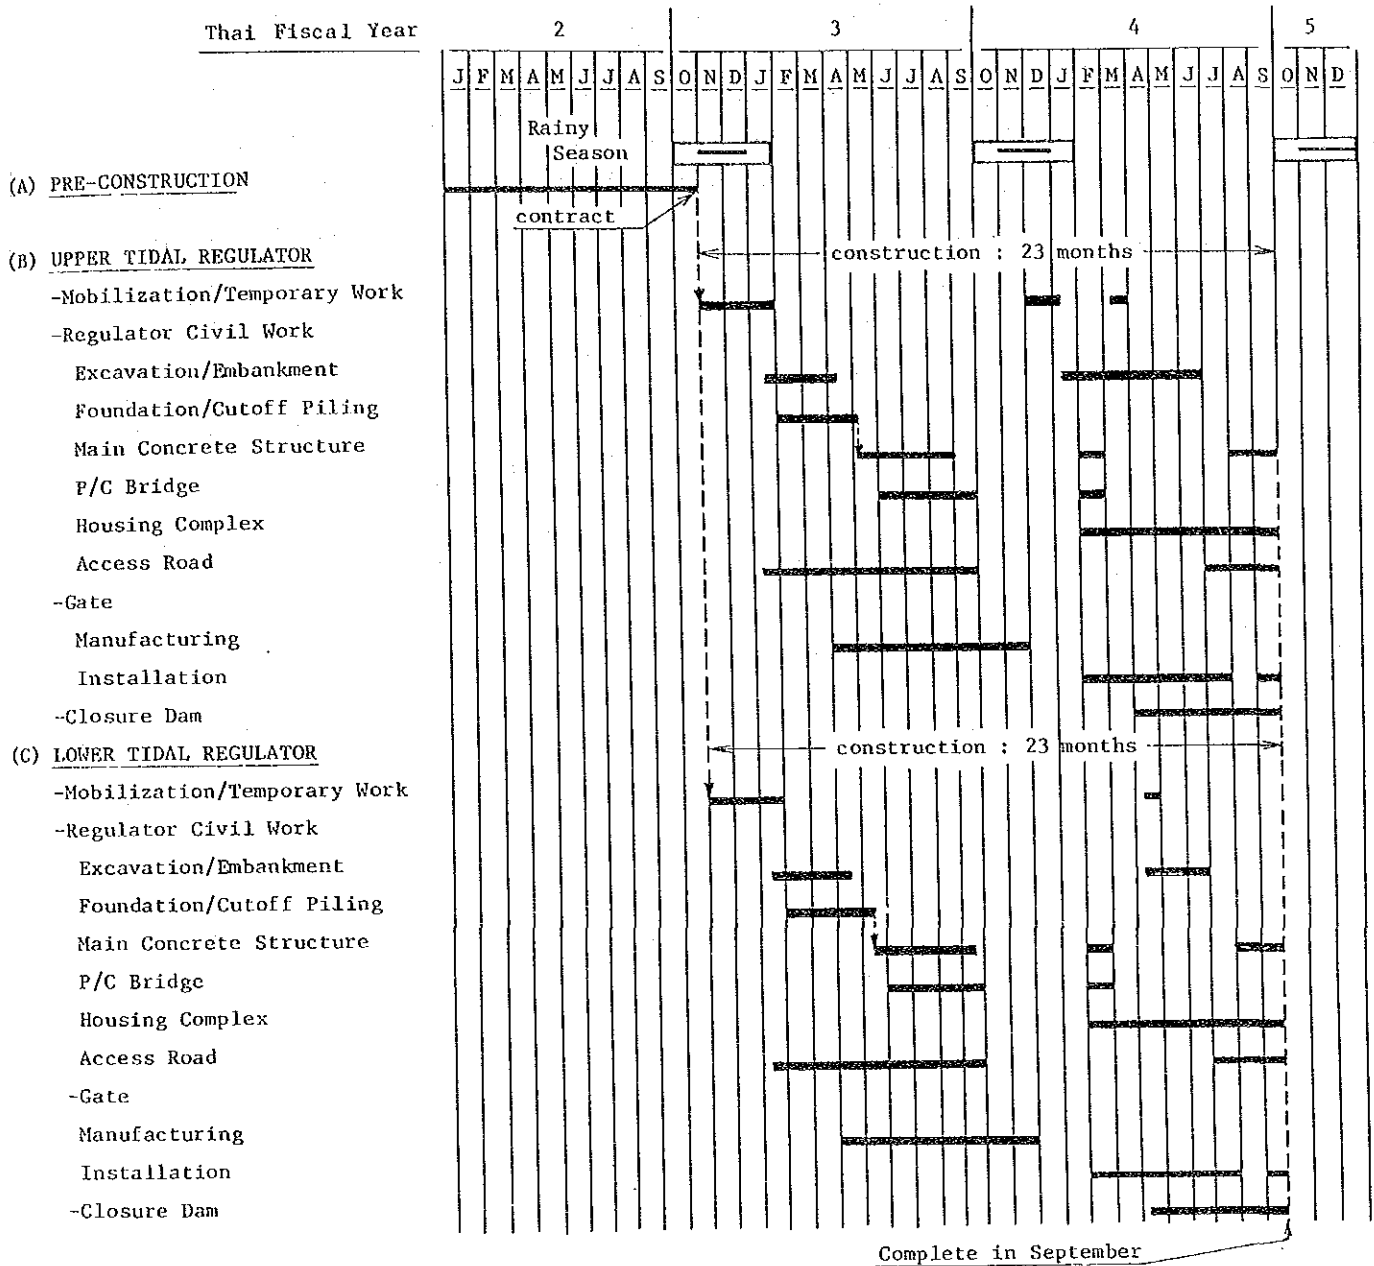 Thai Fiscal Year 2 3 4 5
J F M A M J J A S O N D J F M A M J J A S O N D J F M A M J J A S O N D
Rainy
Season
(A) PRE-CONSTRUCTION
contract
(B) UPPER TIDAL REGULATOR
construction : 23 months
-Mobilization/Temporary Work
-Regulator Civil Work
Excavation/Embankment
Foundation/Cutoff Piling
Main Concrete Structure
P/C Bridge
Housing Complex
Access Road
-Gate
Manufacturing
Installation
-Closure Dam
(C) LOWER TIDAL REGULATOR
construction : 23 months
-Mobilization/Temporary Work
-Regulator Civil Work
Excavation/Embankment
Foundation/Cutoff Piling
Main Concrete Structure
P/C Bridge
Housing Complex
Access Road
-Gate
Manufacturing
Installation
-Closure Dam
Complete in September